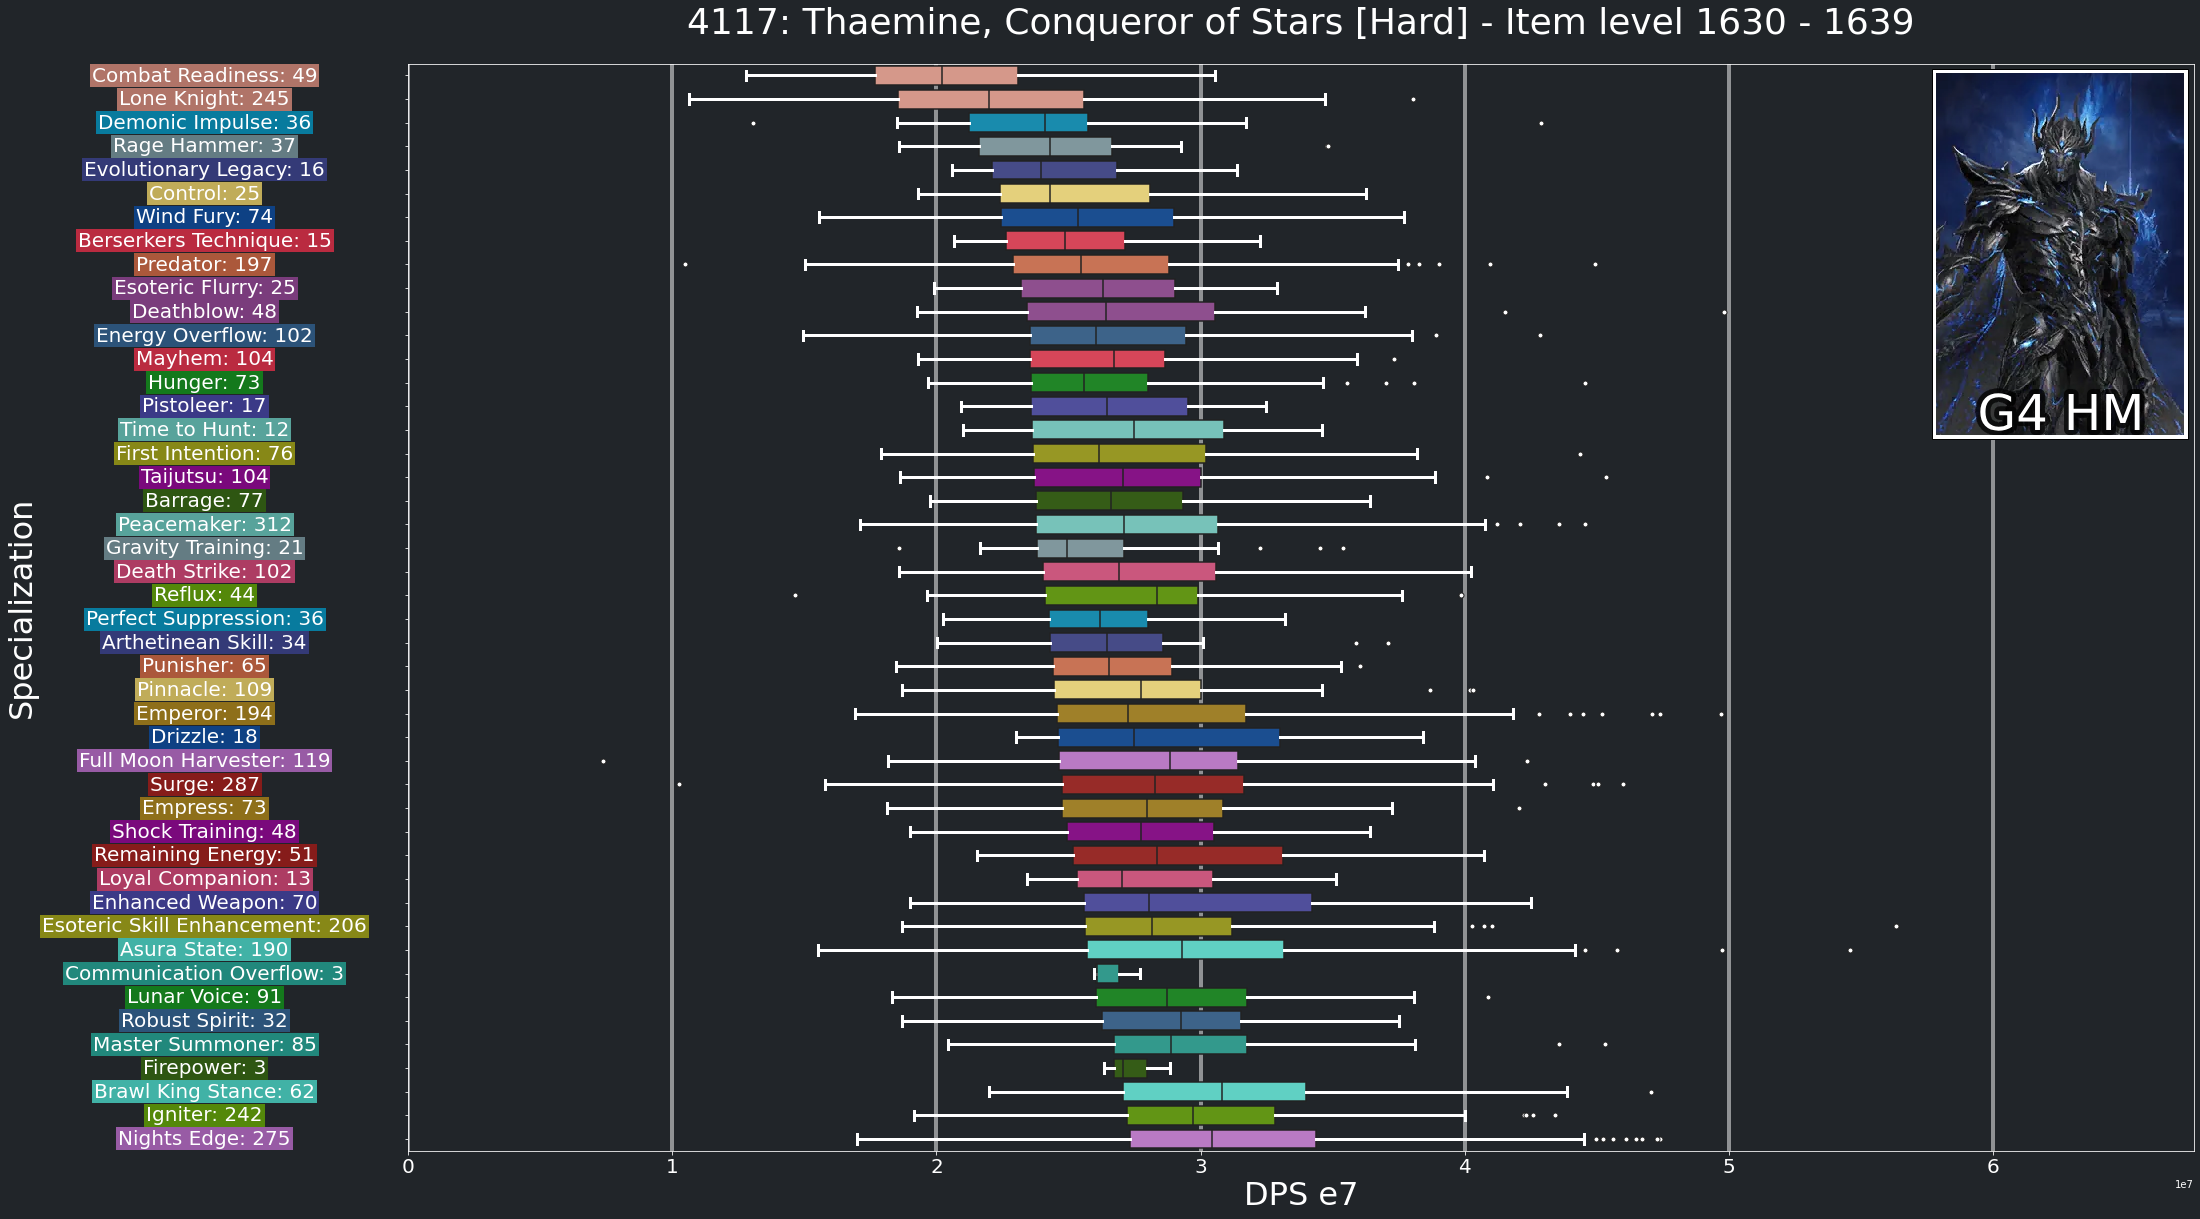 4117: Thaemine, Conqueror of Stars [Hard] - Item level 1630 - 1639
Combat Readiness: 49
Lone Knight: 245
Demonic Impulse: 36
Rage Hammer: 37
Evolutionary Legacy: 16
Control: 25
Wind Fury: 74
Berserkers Technique: 15
Predator: 197
Esoteric Flurry: 25
Deathblow: 48
Energy Overflow: 102
Mayhem: 104
Hunger: 73
Pistoleer: 17
Time to Hunt: 12
First Intention: 76
Taijutsu: 104
Barrage: 77
Peacemaker: 312
Gravity Training: 21
Death Strike: 102
Reflux: 44
Perfect Suppression: 36
Arthetinean Skill: 34
Punisher: 65
Pinnacle: 109
Emperor: 194
Drizzle: 18
Full Moon Harvester: 119
Surge: 287
Empress: 73
Shock Training: 48
Remaining Energy: 51
Loyal Companion: 13
Enhanced Weapon: 70
Esoteric Skill Enhancement: 206
Asura State: 190
Communication Overflow: 3
Lunar Voice: 91
Robust Spirit: 32
Master Summoner: 85
Firepower: 3
Brawl King Stance: 62
Igniter: 242
Nights Edge: 275
Specialization
G4 HM
0 1 2 3 4 5 6
DPS e7
1e7